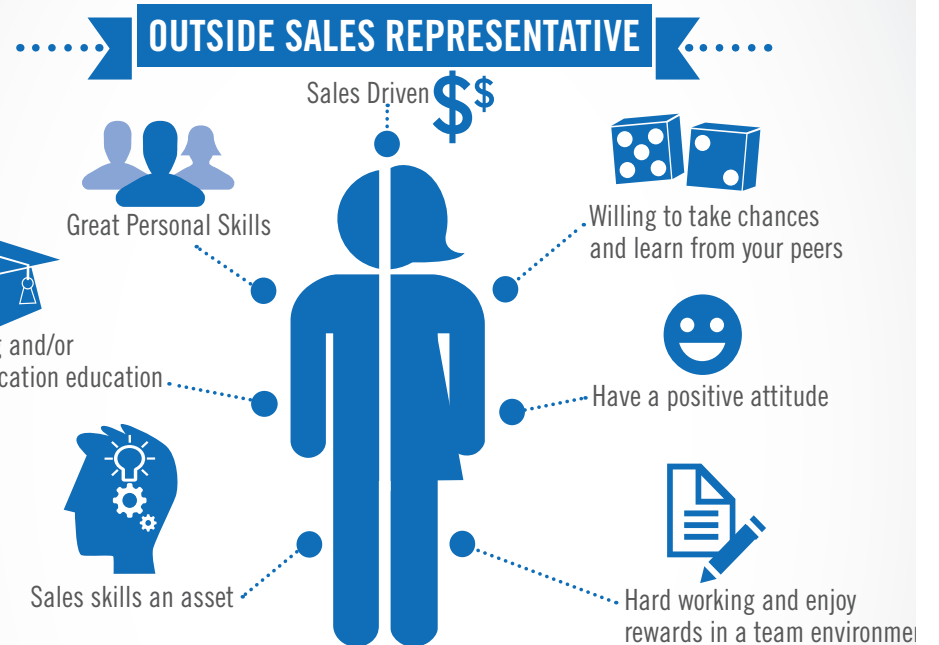 OUTSIDE SALES REPRESENTATIVE
Sales Driven $$
Great Personal Skills
Willing to take chances
and learn from your peers
and/or
education
Have a positive attitude
Sales skills an asset
Hard working and enjoy
rewards in a team